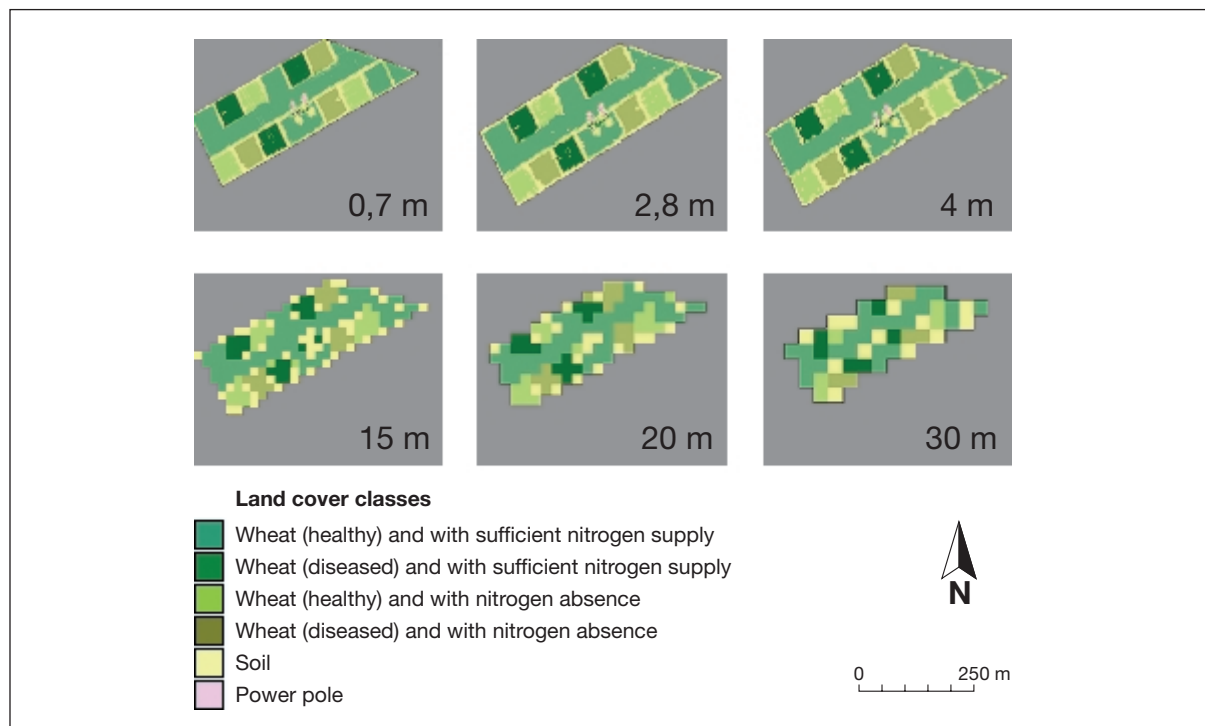 0,7 m
2,8 m
4 m
15 m
20 m
30 m
Land cover classes
Wheat (healthy) and with sufficient nitrogen supply
Wheat (diseased) and with sufficient nitrogen supply
Wheat (healthy) and with nitrogen absence
Wheat (diseased) and with nitrogen absence
Soil
Power pole
N
0 250 m